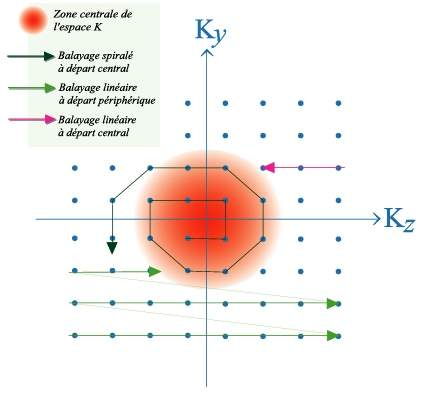 Zone centrale de
l'espace K
Balayage spiralé
à départ central
Balayage linéaire
à départ périphérique
Balayage linéaire
à départ central
Ky
Kz